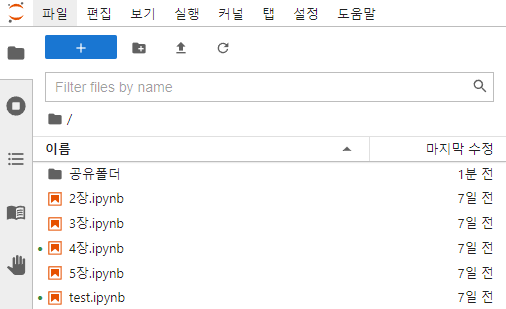 파일 편집 보기 실행 커널 탭 설정 도움말
+
Filter files by name
/
이름 마지막 수정
공유폴더 1분 전
2장.ipynb 7일 전
3장.ipynb 7일 전
4장.ipynb 7일 전
5장.ipynb 7일 전
test.ipynb 7일 전